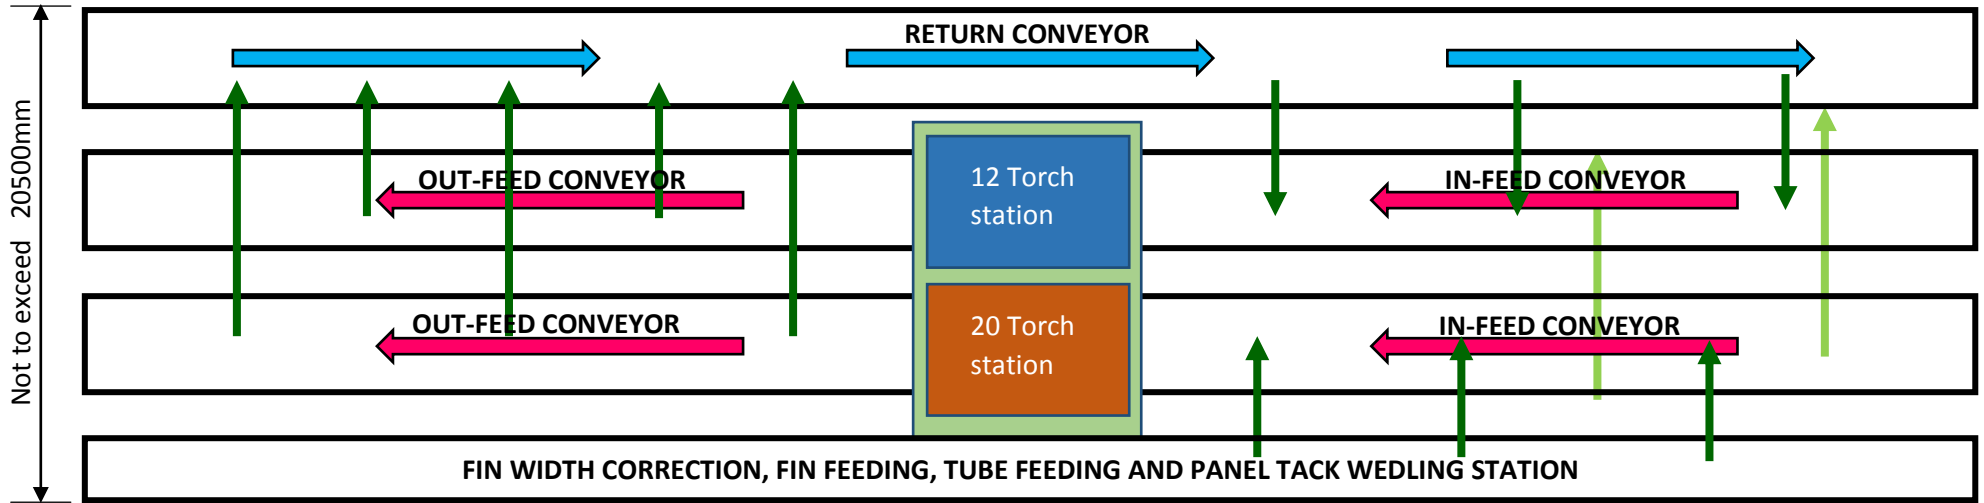 Not to exceed 20500mm
RETURN CONVEYOR
OUT-FEED CONVEYOR
12 Torch
station
IN-FEED CONVEYOR
OUT-FEED CONVEYOR
20 Torch
station
IN-FEED CONVEYOR
FIN WIDTH CORRECTION, FIN FEEDING, TUBE FEEDING AND PANEL TACK WEDLING STATION